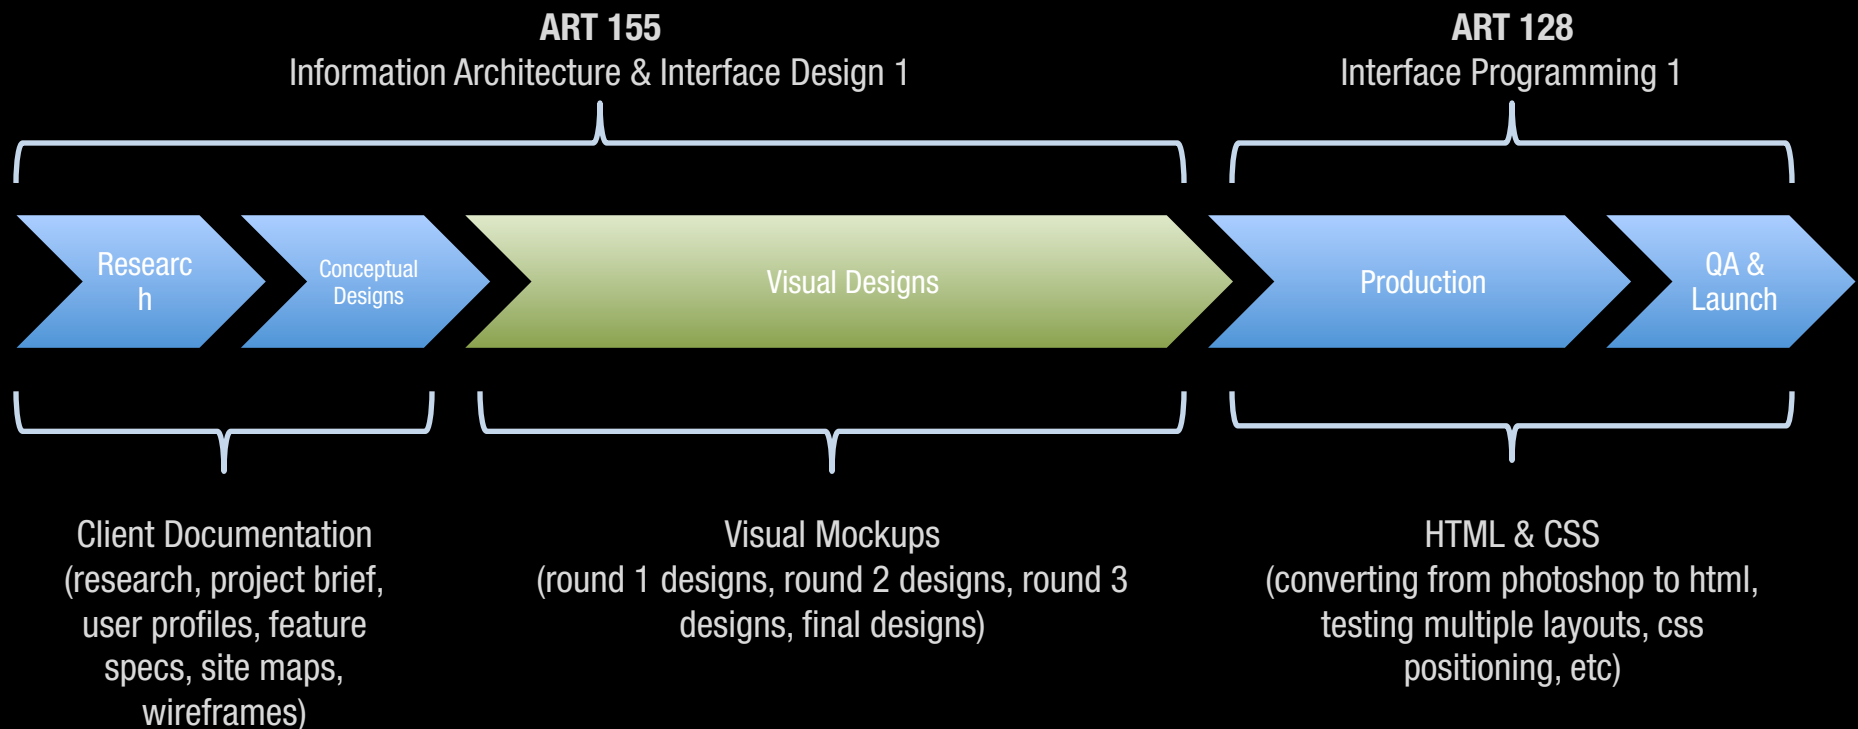 ART 155
Information Architecture & Interface Design 1
ART 128
Interface Programming 1
Researc
h
Conceptual
Designs
Visual Designs
Production
QA &
Launch
Client Documentation
(research, project brief,
user profiles, feature
specs, site maps,
wireframes)
Visual Mockups
(round 1 designs, round 2 designs, round 3
designs, final designs)
HTML & CSS
(converting from photoshop to html,
testing multiple layouts, css
positioning, etc)